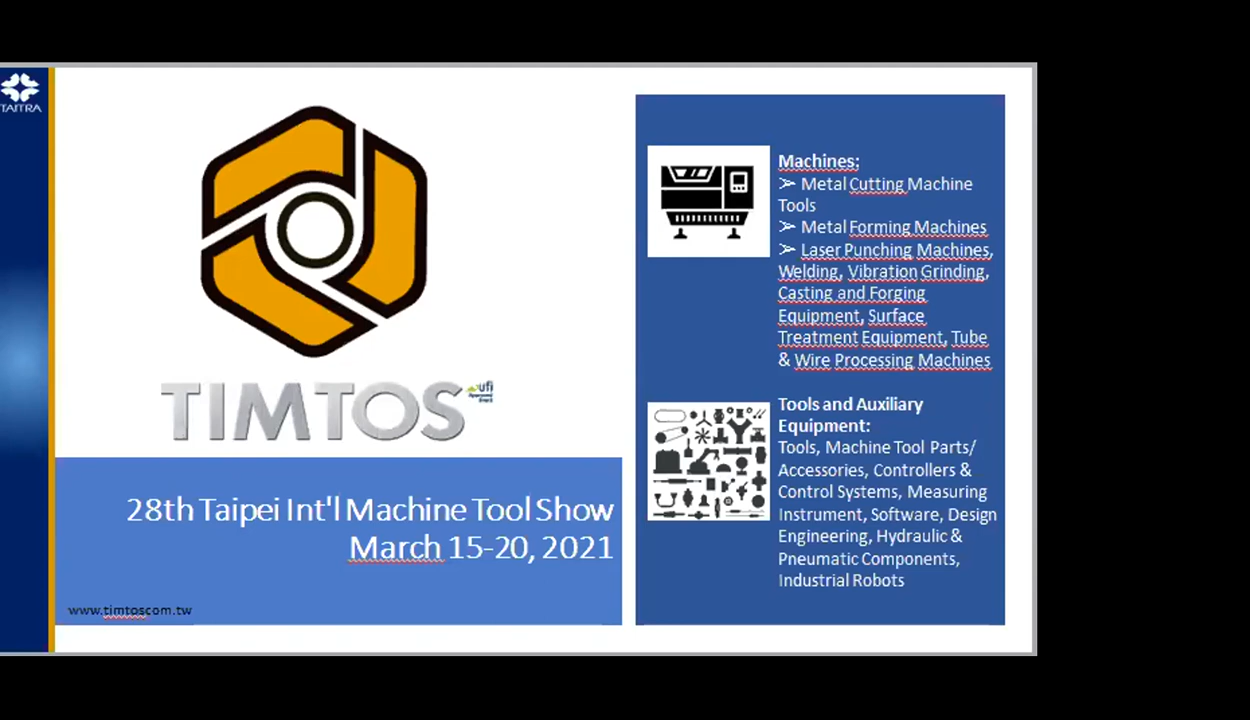 TAITRA
TIMTOS
ufi
Approved
Event
28th Taipei Int'l Machine Tool Show
March 15-20, 2021
www.timtoscom.tw
Machines:
➢ Metal Cutting Machine
Tools
➢ Metal Forming Machines
➢ Laser Punching Machines,
Welding, Vibration Grinding,
Casting and Forging
Equipment, Surface
Treatment Equipment, Tube
& Wire Processing Machines
Tools and Auxiliary
Equipment:
Tools, Machine Tool Parts/
Accessories, Controllers &
Control Systems, Measuring
Instrument, Software, Design
Engineering, Hydraulic &
Pneumatic Components,
Industrial Robots